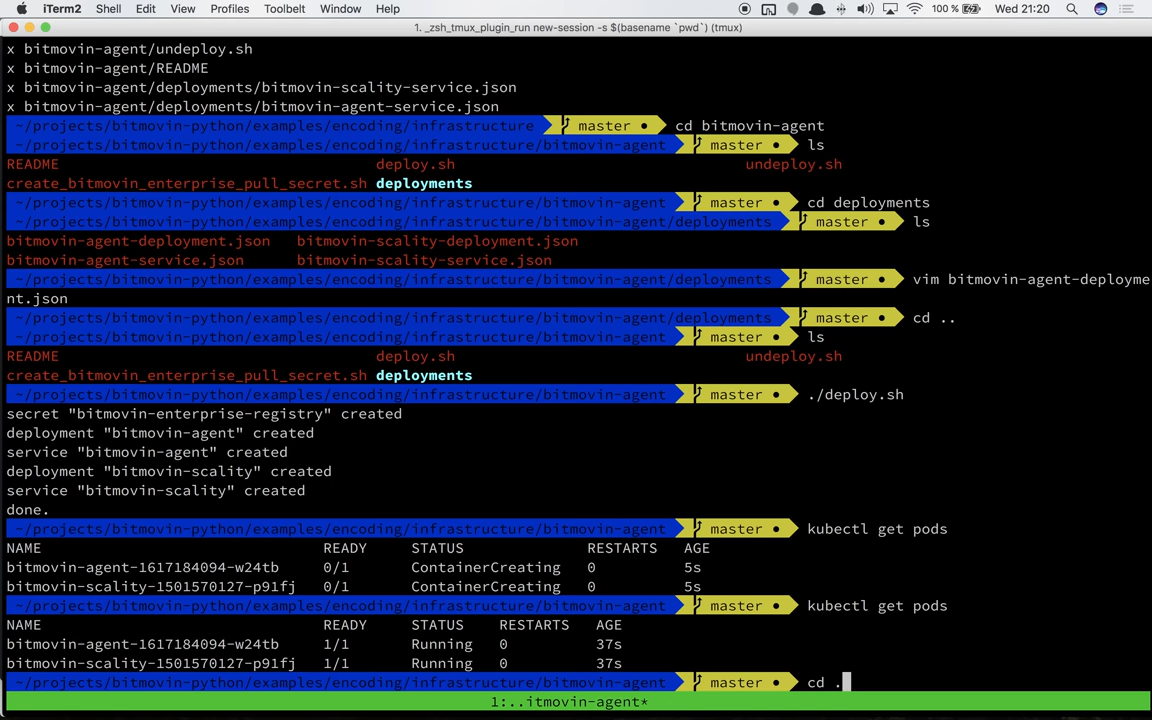 iTerm2 Shell Edit View Profiles Toolbelt Window Help 100 % Wed 21:20
1. _zsh_tmux_plugin_run new-session -s $(basename `pwd`) (tmux)
x bitmovin-agent/undeploy.sh
x bitmovin-agent/README
x bitmovin-agent/deployments/bitmovin-scality-service.json
x bitmovin-agent/deployments/bitmovin-agent-service.json
~/projects/bitmovin-python/examples/encoding/infrastructure master ● cd bitmovin-agent
~/projects/bitmovin-python/examples/encoding/infrastructure/bitmovin-agent master ● ls
README deploy.sh undeploy.sh
create_bitmovin_enterprise_pull_secret.sh deployments
~/projects/bitmovin-python/examples/encoding/infrastructure/bitmovin-agent master ● cd deployments
~/projects/bitmovin-python/examples/encoding/infrastructure/bitmovin-agent/deployments master ● ls
bitmovin-agent-deployment.json bitmovin-scality-deployment.json
bitmovin-agent-service.json bitmovin-scality-service.json
~/projects/bitmovin-python/examples/encoding/infrastructure/bitmovin-agent/deployments master ● vim bitmovin-agent-deployme
nt.json
~/projects/bitmovin-python/examples/encoding/infrastructure/bitmovin-agent/deployments master ● cd ..
~/projects/bitmovin-python/examples/encoding/infrastructure/bitmovin-agent master ● ls
README deploy.sh undeploy.sh
create_bitmovin_enterprise_pull_secret.sh deployments
~/projects/bitmovin-python/examples/encoding/infrastructure/bitmovin-agent master ● ./deploy.sh
secret "bitmovin-enterprise-registry" created
deployment "bitmovin-agent" created
service "bitmovin-agent" created
deployment "bitmovin-scality" created
service "bitmovin-scality" created
done.
~/projects/bitmovin-python/examples/encoding/infrastructure/bitmovin-agent master ● kubectl get pods
NAME READY STATUS RESTARTS AGE
bitmovin-agent-1617184094-w24tb 0/1 ContainerCreating 0 5s
bitmovin-scality-1501570127-p91fj 0/1 ContainerCreating 0 5s
~/projects/bitmovin-python/examples/encoding/infrastructure/bitmovin-agent master ● kubectl get pods
NAME READY STATUS RESTARTS AGE
bitmovin-agent-1617184094-w24tb 1/1 Running 0 37s
bitmovin-scality-1501570127-p91fj 1/1 Running 0 37s
~/projects/bitmovin-python/examples/encoding/infrastructure/bitmovin-agent master ● cd .
1:..itmovin-agent*